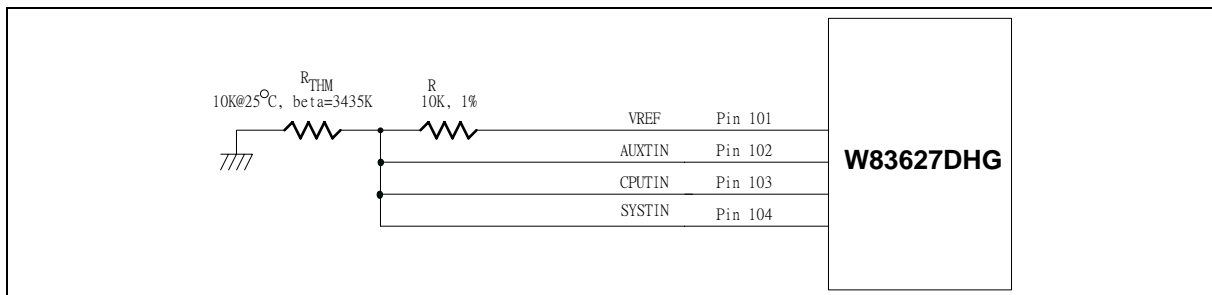 R_THM
10K@25°C, beta=3435K
R
10K, 1%
VREF Pin 101
AUXTIN Pin 102
CPUTIN Pin 103
SYSTIN Pin 104
W83627DHG